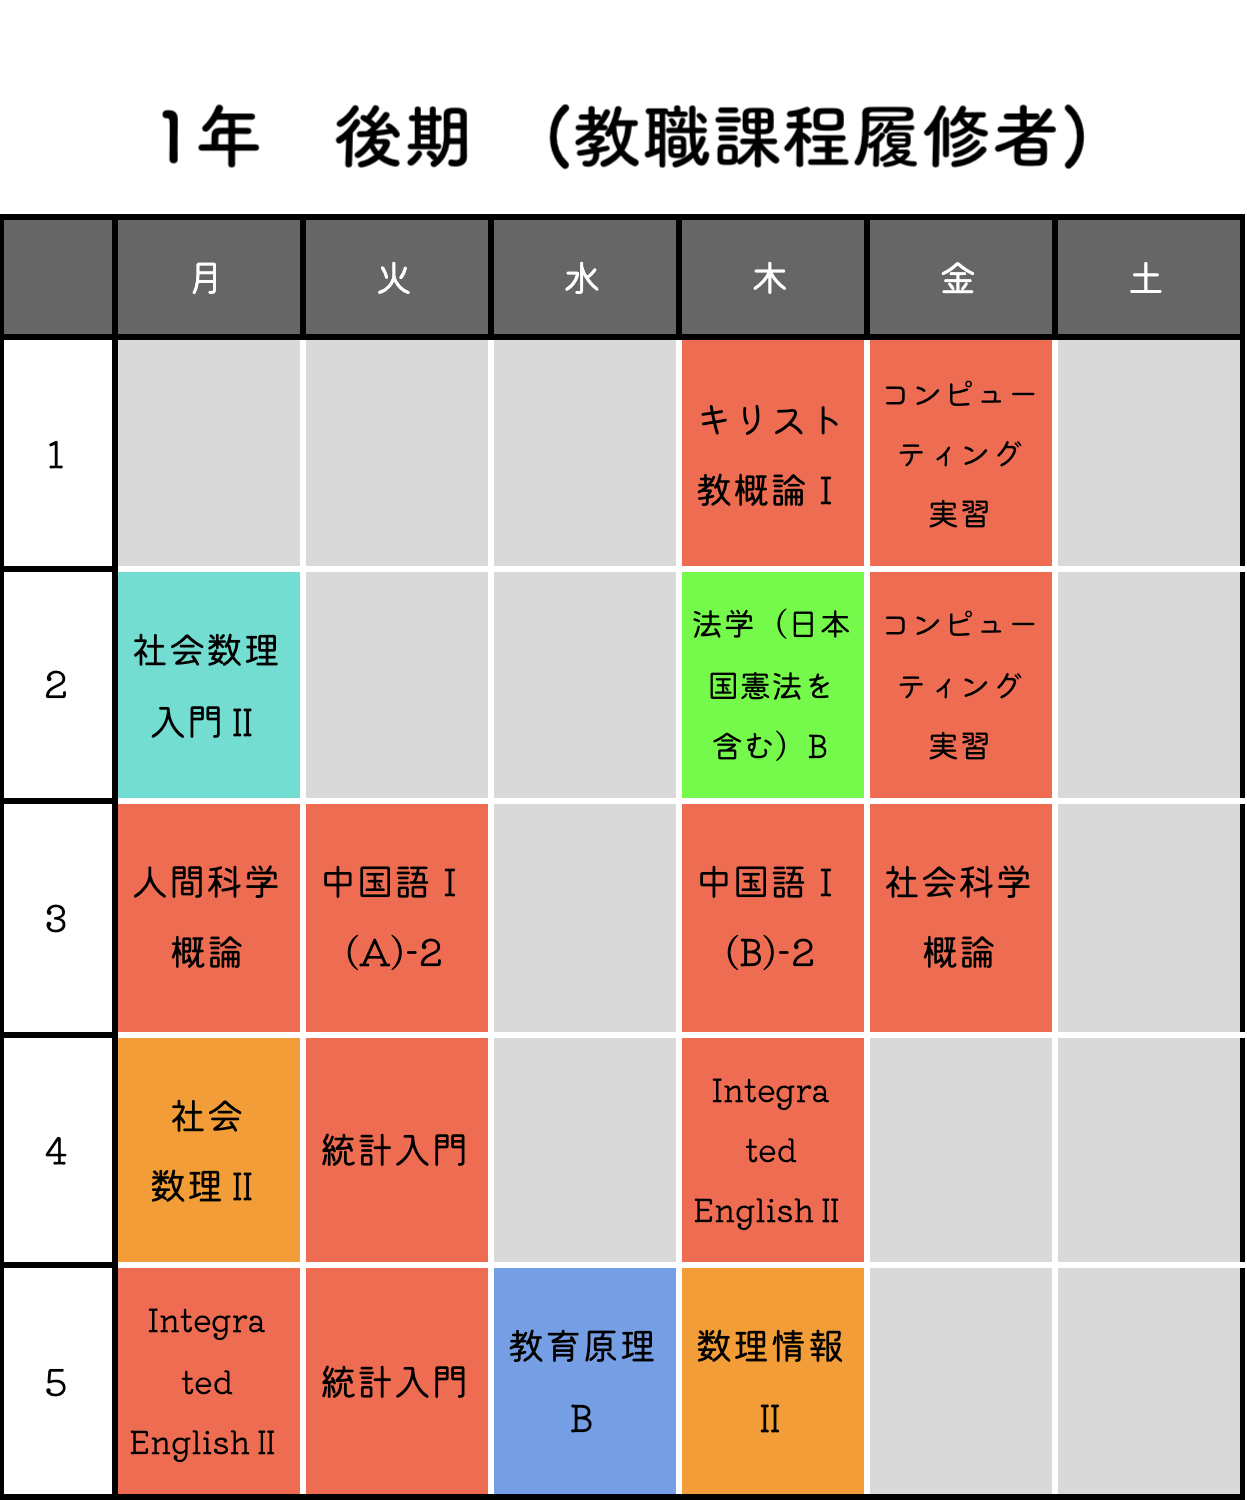 1年　後期　（教職課程履修者）
月 火 水 木 金 土
1
キリスト
教概論 I
コンピュー
ティング
実習
2
社会数理
入門 II
法学（日本
国憲法を
含む）B
コンピュー
ティング
実習
3
人間科学
概論
中国語 I
(A)-2
中国語 I
(B)-2
社会科学
概論
4
社会
数理 II
統計入門
Integra
ted
English II
5
Integra
ted
English II
統計入門
教育原理
B
数理情報
II